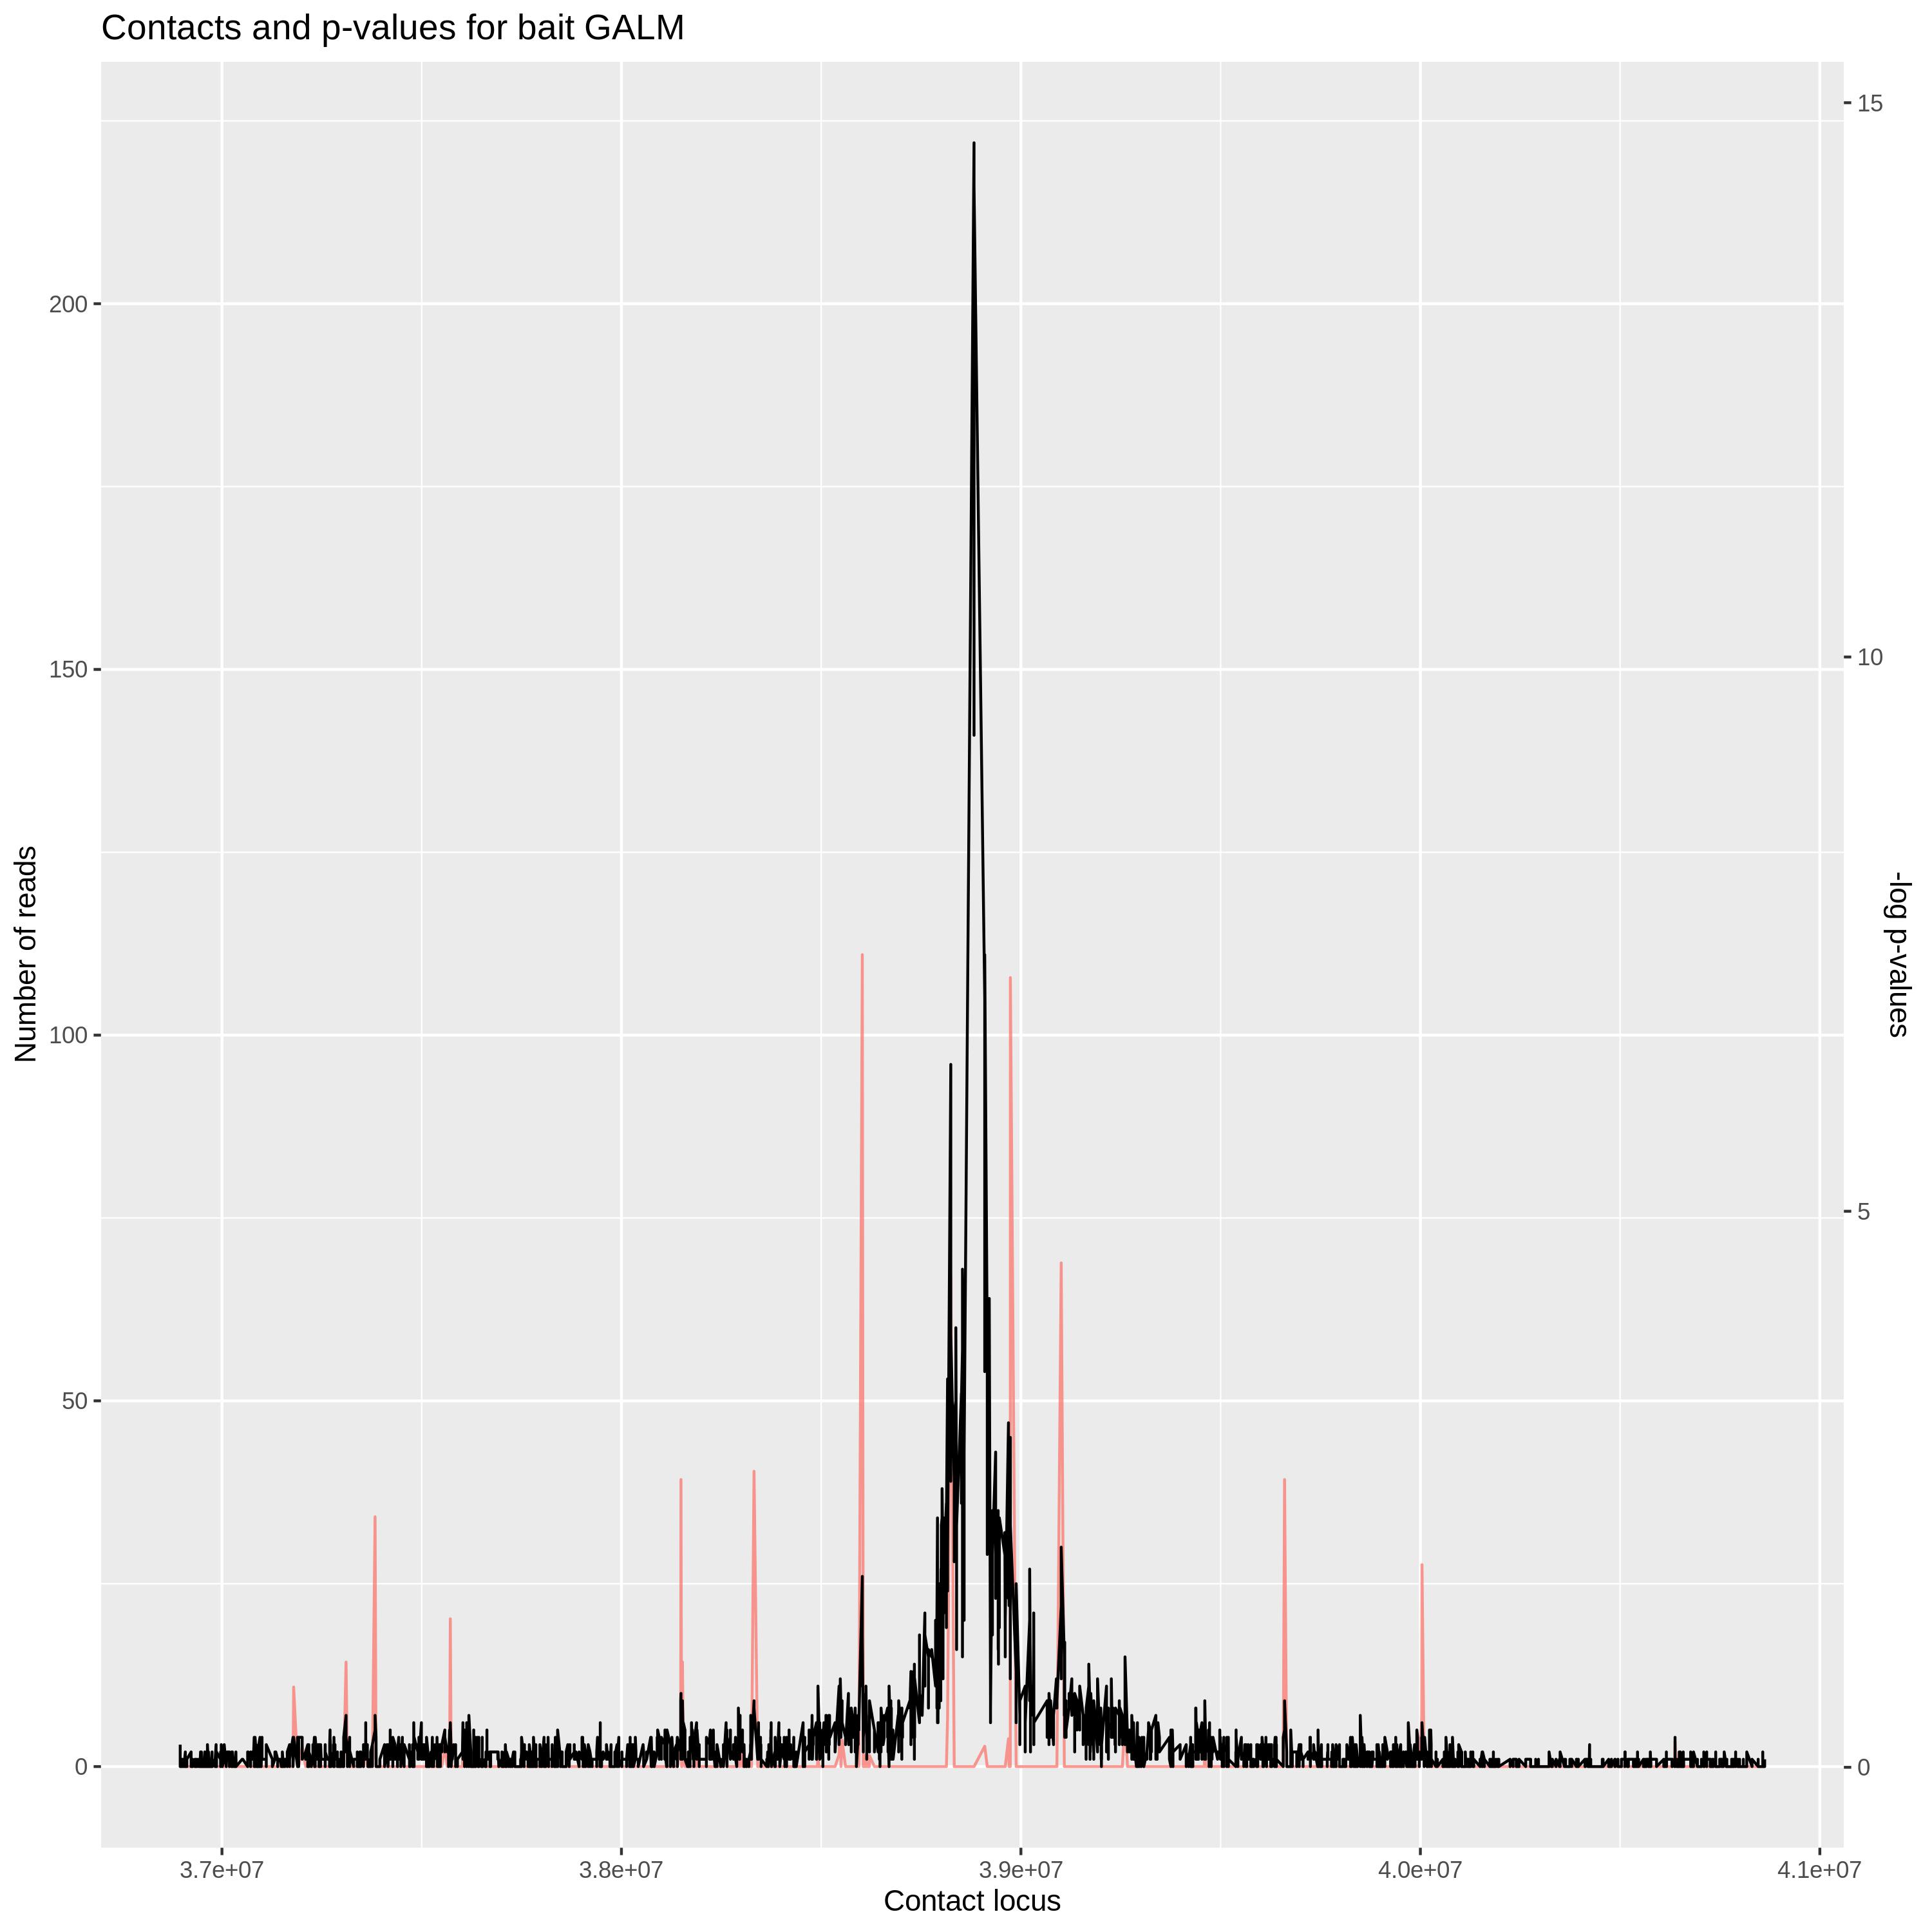 Contacts and p-values for bait GALM
15
200
150
10
Number of reads
-log p-values
100
5
50
0
0
3.7e+07
3.8e+07
3.9e+07
4.0e+07
4.1e+07
Contact locus